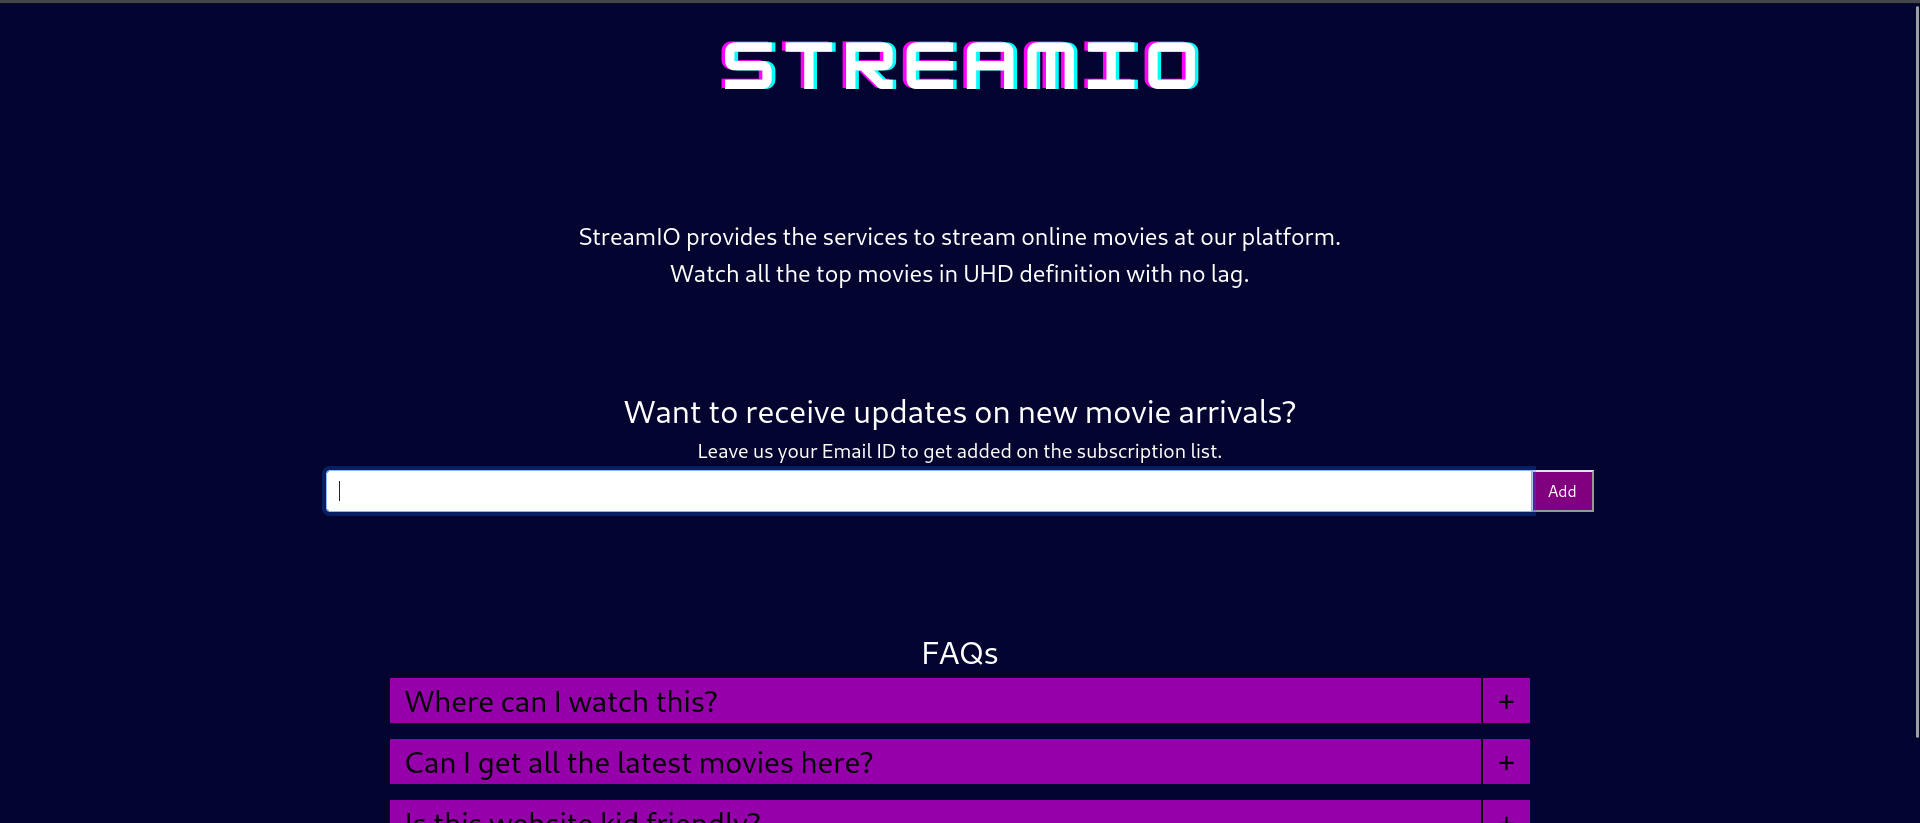 STREAMIO
StreamIO provides the services to stream online movies at our platform.
Watch all the top movies in UHD definition with no lag.
Want to receive updates on new movie arrivals?
Leave us your Email ID to get added on the subscription list.
Add
FAQs
Where can I watch this?
+
Can I get all the latest movies here?
+
Is this website kid friendly?
+